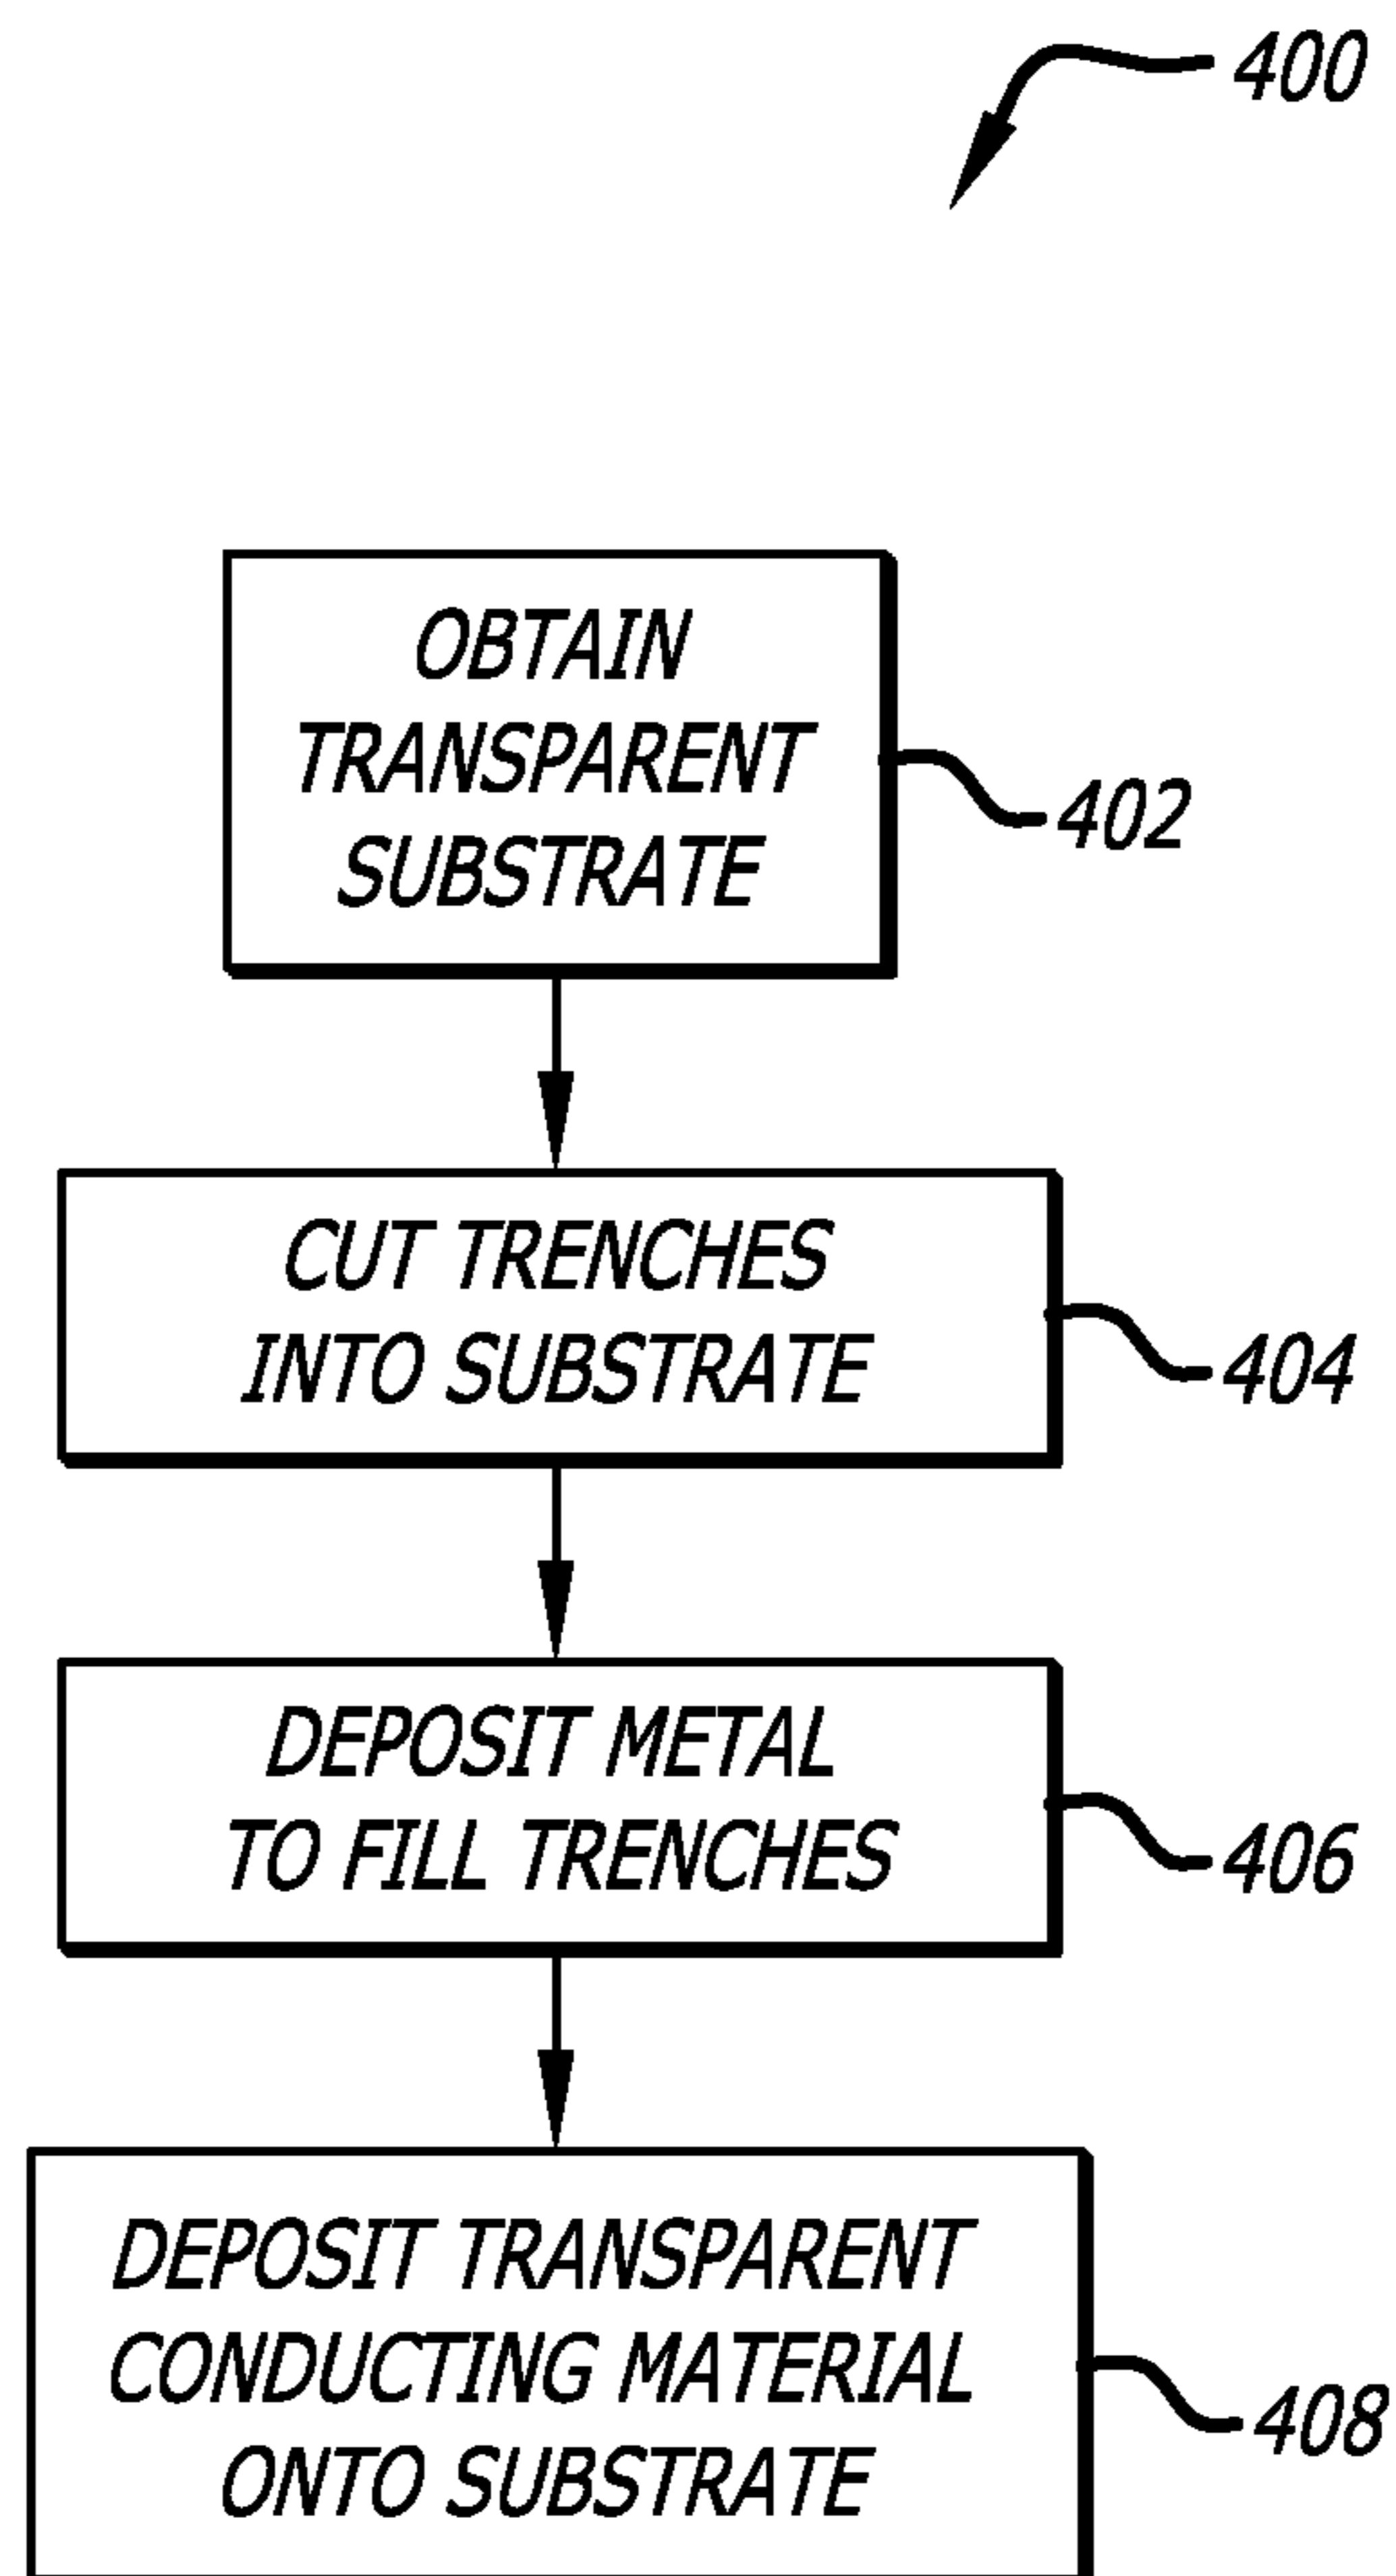 400
OBTAIN
TRANSPARENT
SUBSTRATE
402
CUT TRENCHES
INTO SUBSTRATE
404
DEPOSIT METAL
TO FILL TRENCHES
406
DEPOSIT TRANSPARENT
CONDUCTING MATERIAL
ONTO SUBSTRATE
408